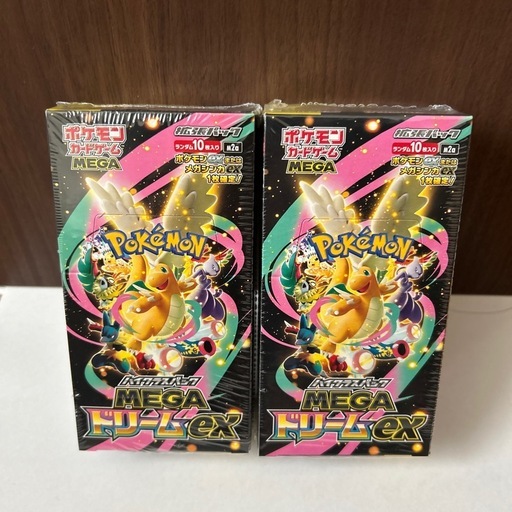 ポケモン
カードゲーム
MEGA
拡張パック
ランダム10枚入り 第2版
ポケモンexまたは
メガシンカex
1枚確定!
POKÉMON
ハイクラスパック
MEGA
ドリームex
ポケモン
カードゲーム
MEGA
拡張パック
ランダム10枚入り
ポケモンexまたは
メガシンカex
1枚確定!
POKÉMON
ハイクラスパック
MEGA
ドリームex